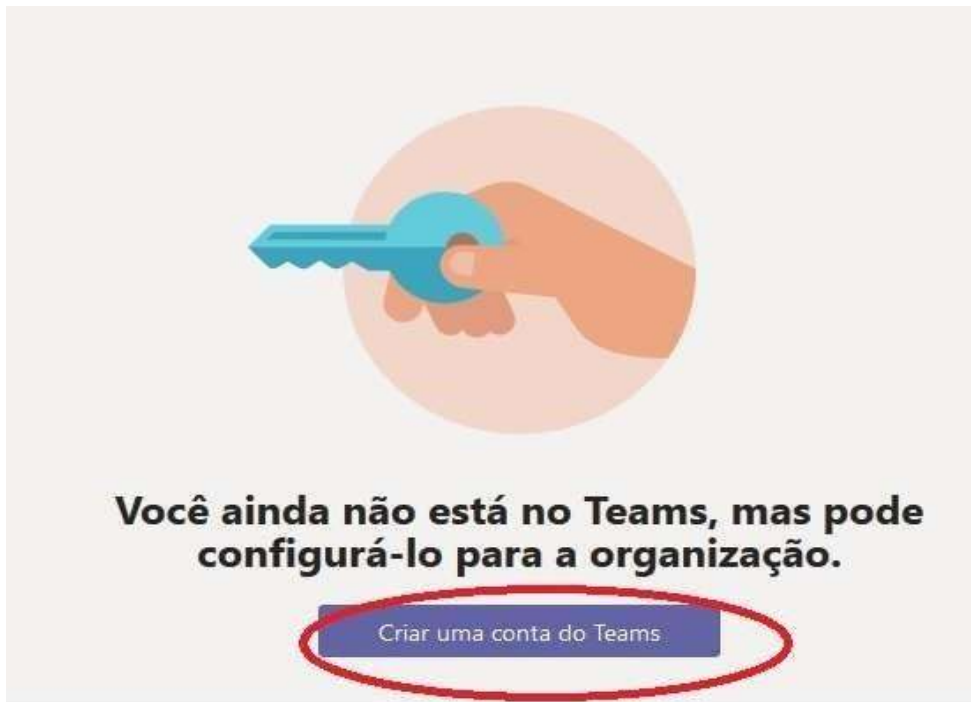 Você ainda não está no Teams, mas pode
configurá-lo para a organização.
Criar uma conta do Teams